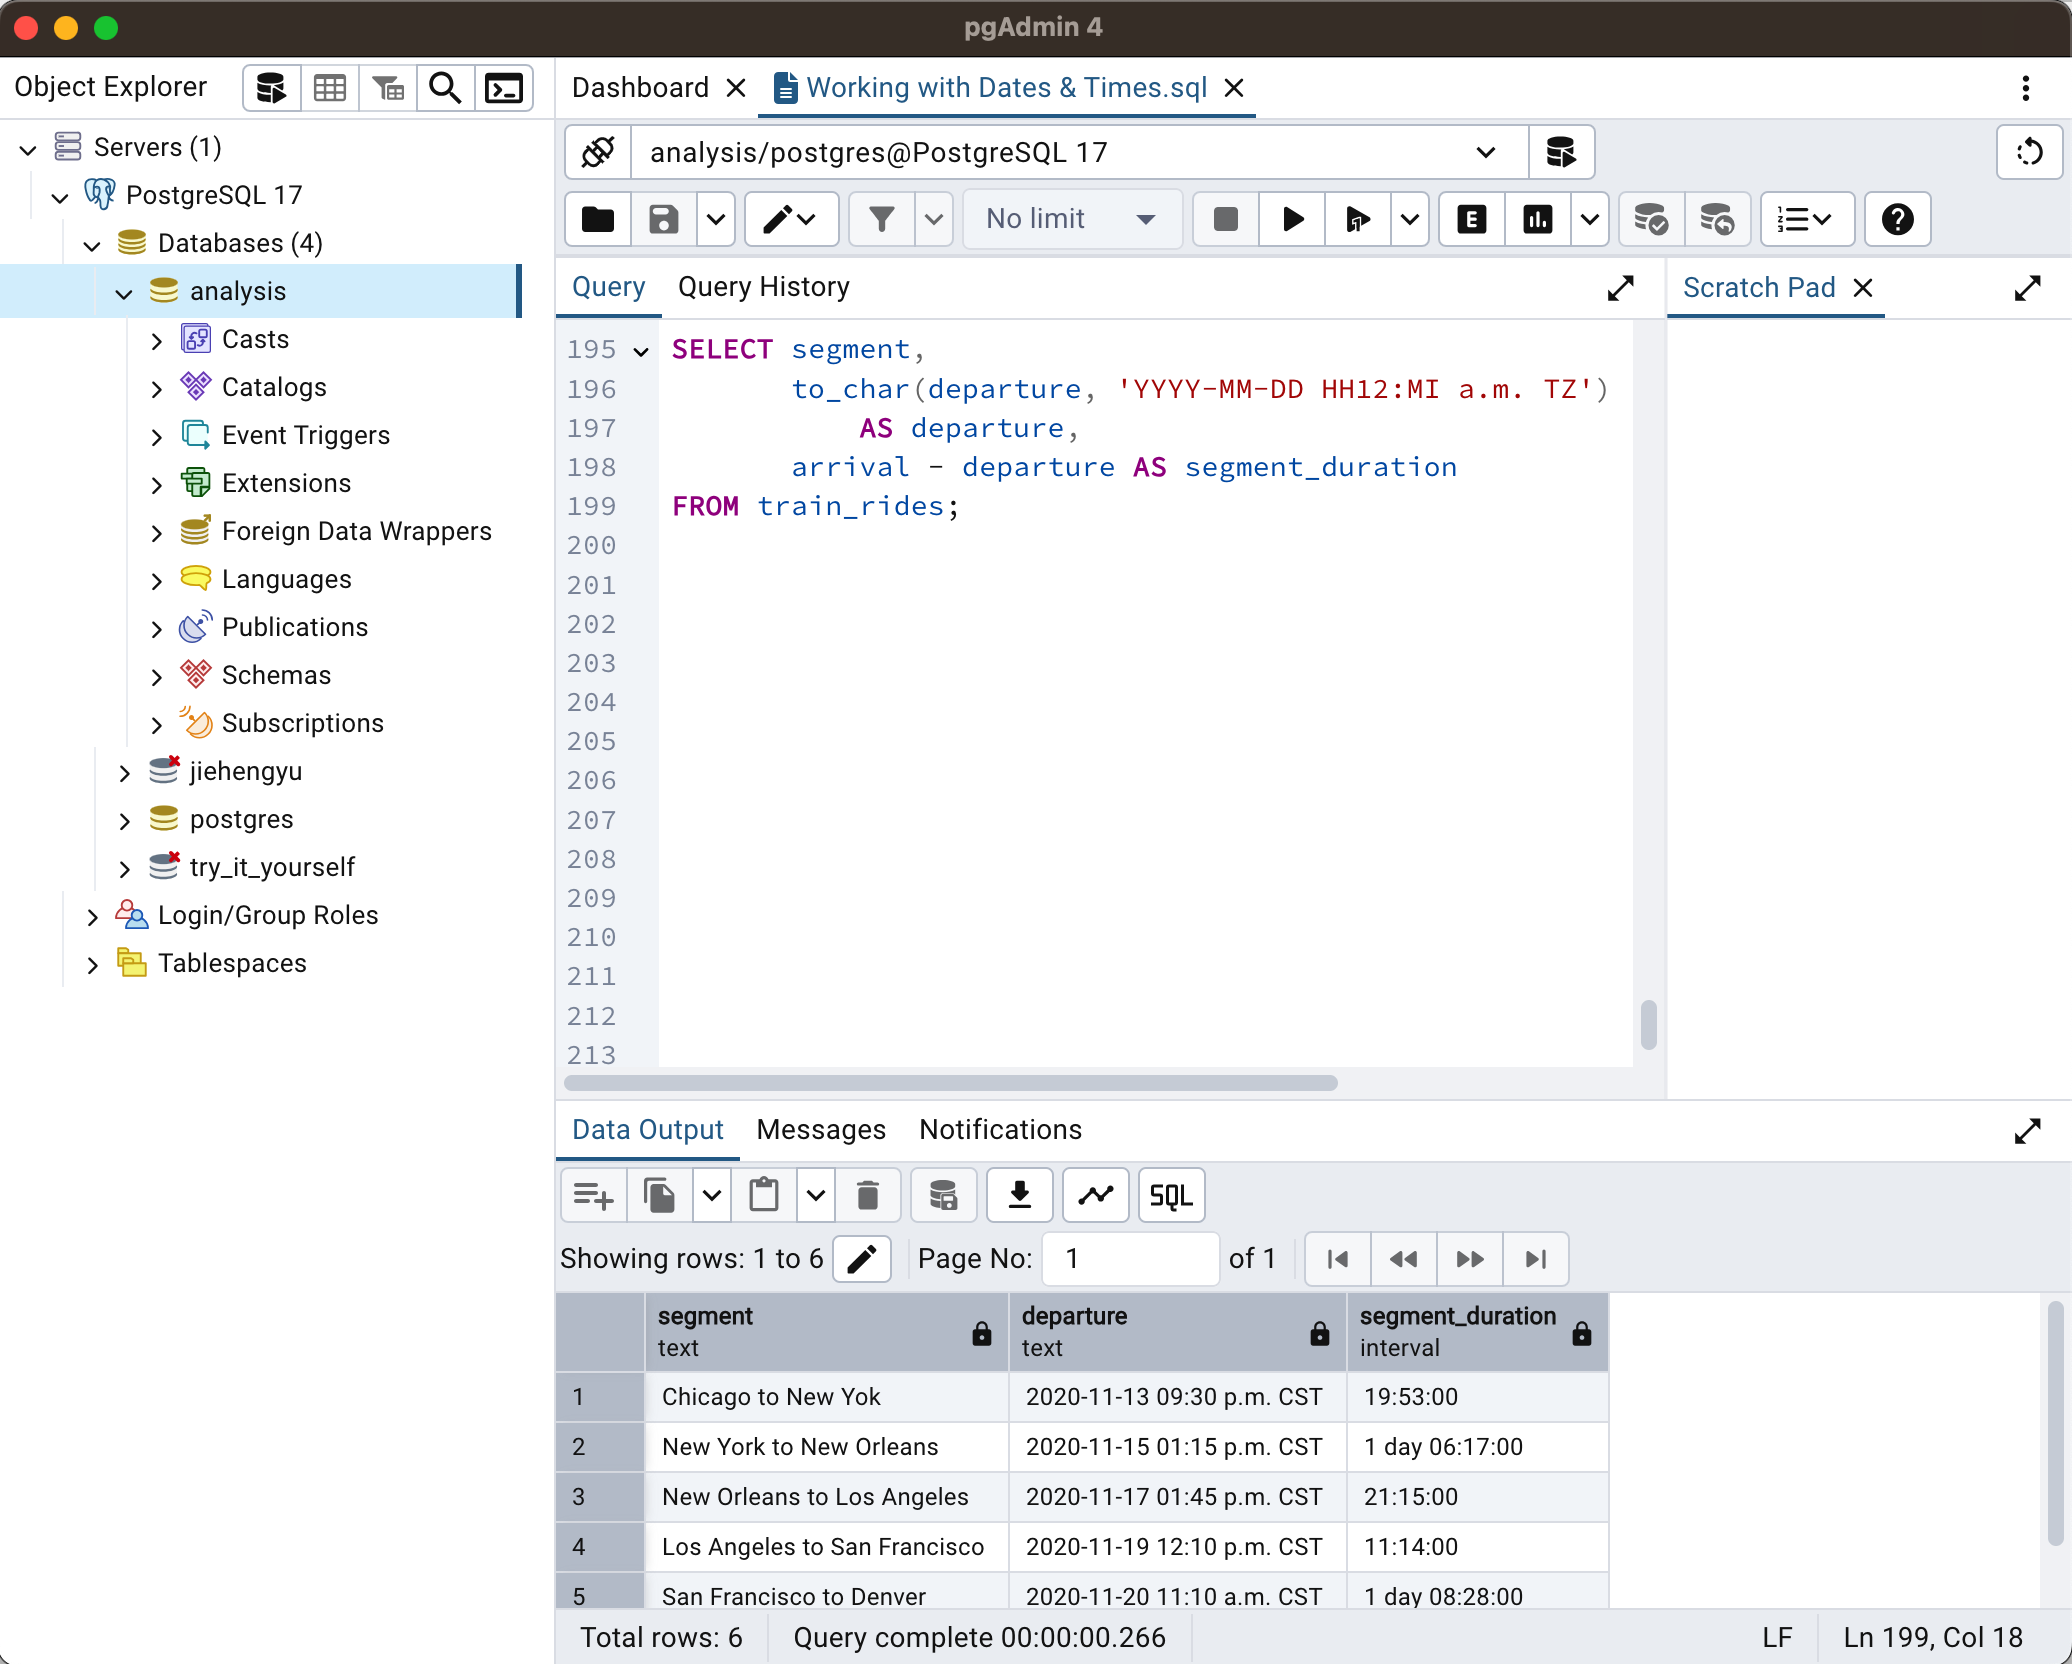 pgAdmin 4
Object Explorer
Servers (1)
PostgreSQL 17
Databases (4)
analysis
Casts
Catalogs
Event Triggers
Extensions
Foreign Data Wrappers
Languages
Publications
Schemas
Subscriptions
jiehengyu
postgres
try_it_yourself
Login/Group Roles
Tablespaces
Dashboard
Working with Dates & Times.sql
analysis/postgres@PostgreSQL 17
No limit
E
Query
Query History
Scratch Pad
195 SELECT segment,
196 to_char(departure, 'YYYY-MM-DD HH12:MI a.m. TZ')
197 AS departure,
198 arrival - departure AS segment_duration
199 FROM train_rides;
200
201
202
203
204
205
206
207
208
209
210
211
212
213
Data Output
Messages
Notifications
SQL
Showing rows: 1 to 6
Page No: 1 of 1
segment departure segment_duration
text text interval
1 Chicago to New Yok 2020-11-13 09:30 p.m. CST 19:53:00
2 New York to New Orleans 2020-11-15 01:15 p.m. CST 1 day 06:17:00
3 New Orleans to Los Angeles 2020-11-17 01:45 p.m. CST 21:15:00
4 Los Angeles to San Francisco 2020-11-19 12:10 p.m. CST 11:14:00
5 San Francisco to Denver 2020-11-20 11:10 a.m. CST 1 day 08:28:00
Total rows: 6
Query complete 00:00:00.266
LF
Ln 199, Col 18